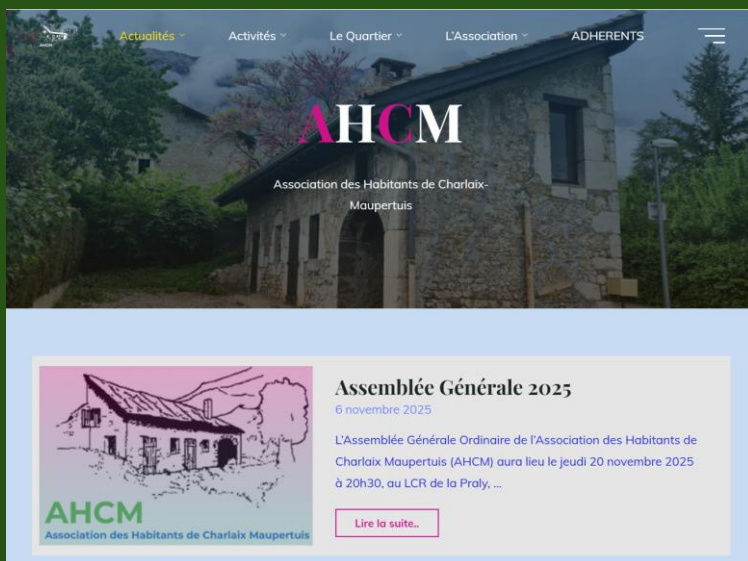 AHCM
Actualités
Activités
Le Quartier
L'Association
ADHERENTS
AHCM
Association des Habitants de Charlaix-
Maupertuis
AHCM
Association des Habitants de Charlaix Maupertuis
Assemblée Générale 2025
6 novembre 2025
L'Assemblée Générale Ordinaire de l'Association des Habitants de
Charlaix Maupertuis (AHCM) aura lieu le jeudi 20 novembre 2025
à 20h30, au LCR de la Praly, ...
Lire la suite..